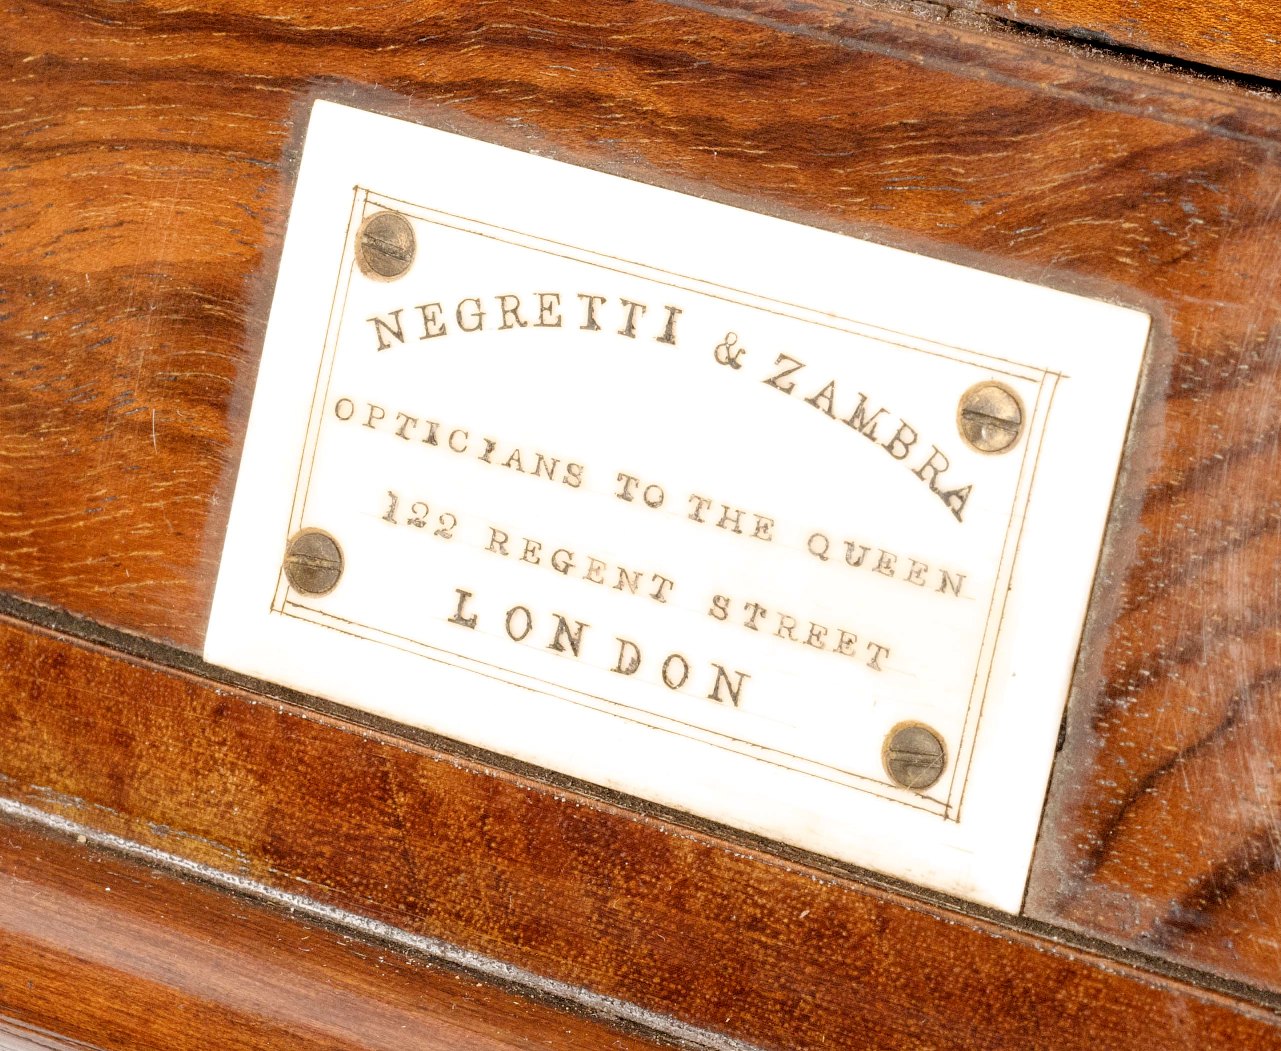 NEGRETTI & ZAMBRA
OPTICIANS TO THE QUEEN
122 REGENT STREET
LONDON